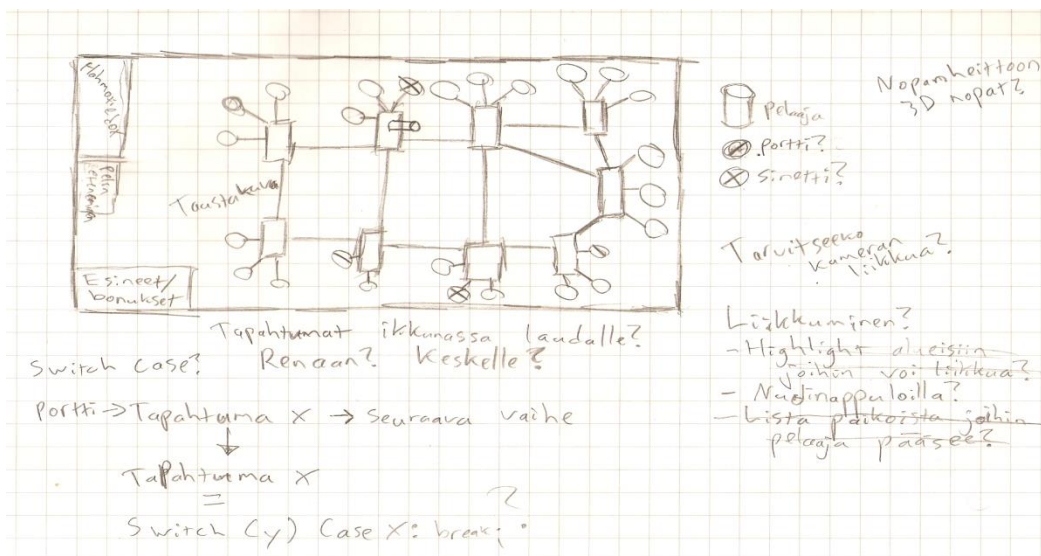 Nopanheittoon
3D nopat?
Pelaaja
Portti?
Sinetti?
Pelin
Taustakuva
Esineet/
bonukset
Tarvitseeko
kameran
liikkua?
Tapahtumat ikkunassa laudalle?
Renaan? Keskelle?
Liikkuminen?
- Highlight alueisiin
joihin voi liikkua?
- Nuolinappuloilla?
- Lista paikoista joihin
pelaaja pääsee?
Switch case?
Portti → Tapahtuma X → Seuraava vaihe
Tapahtuma X
=
Switch (y) Case X: break; ?